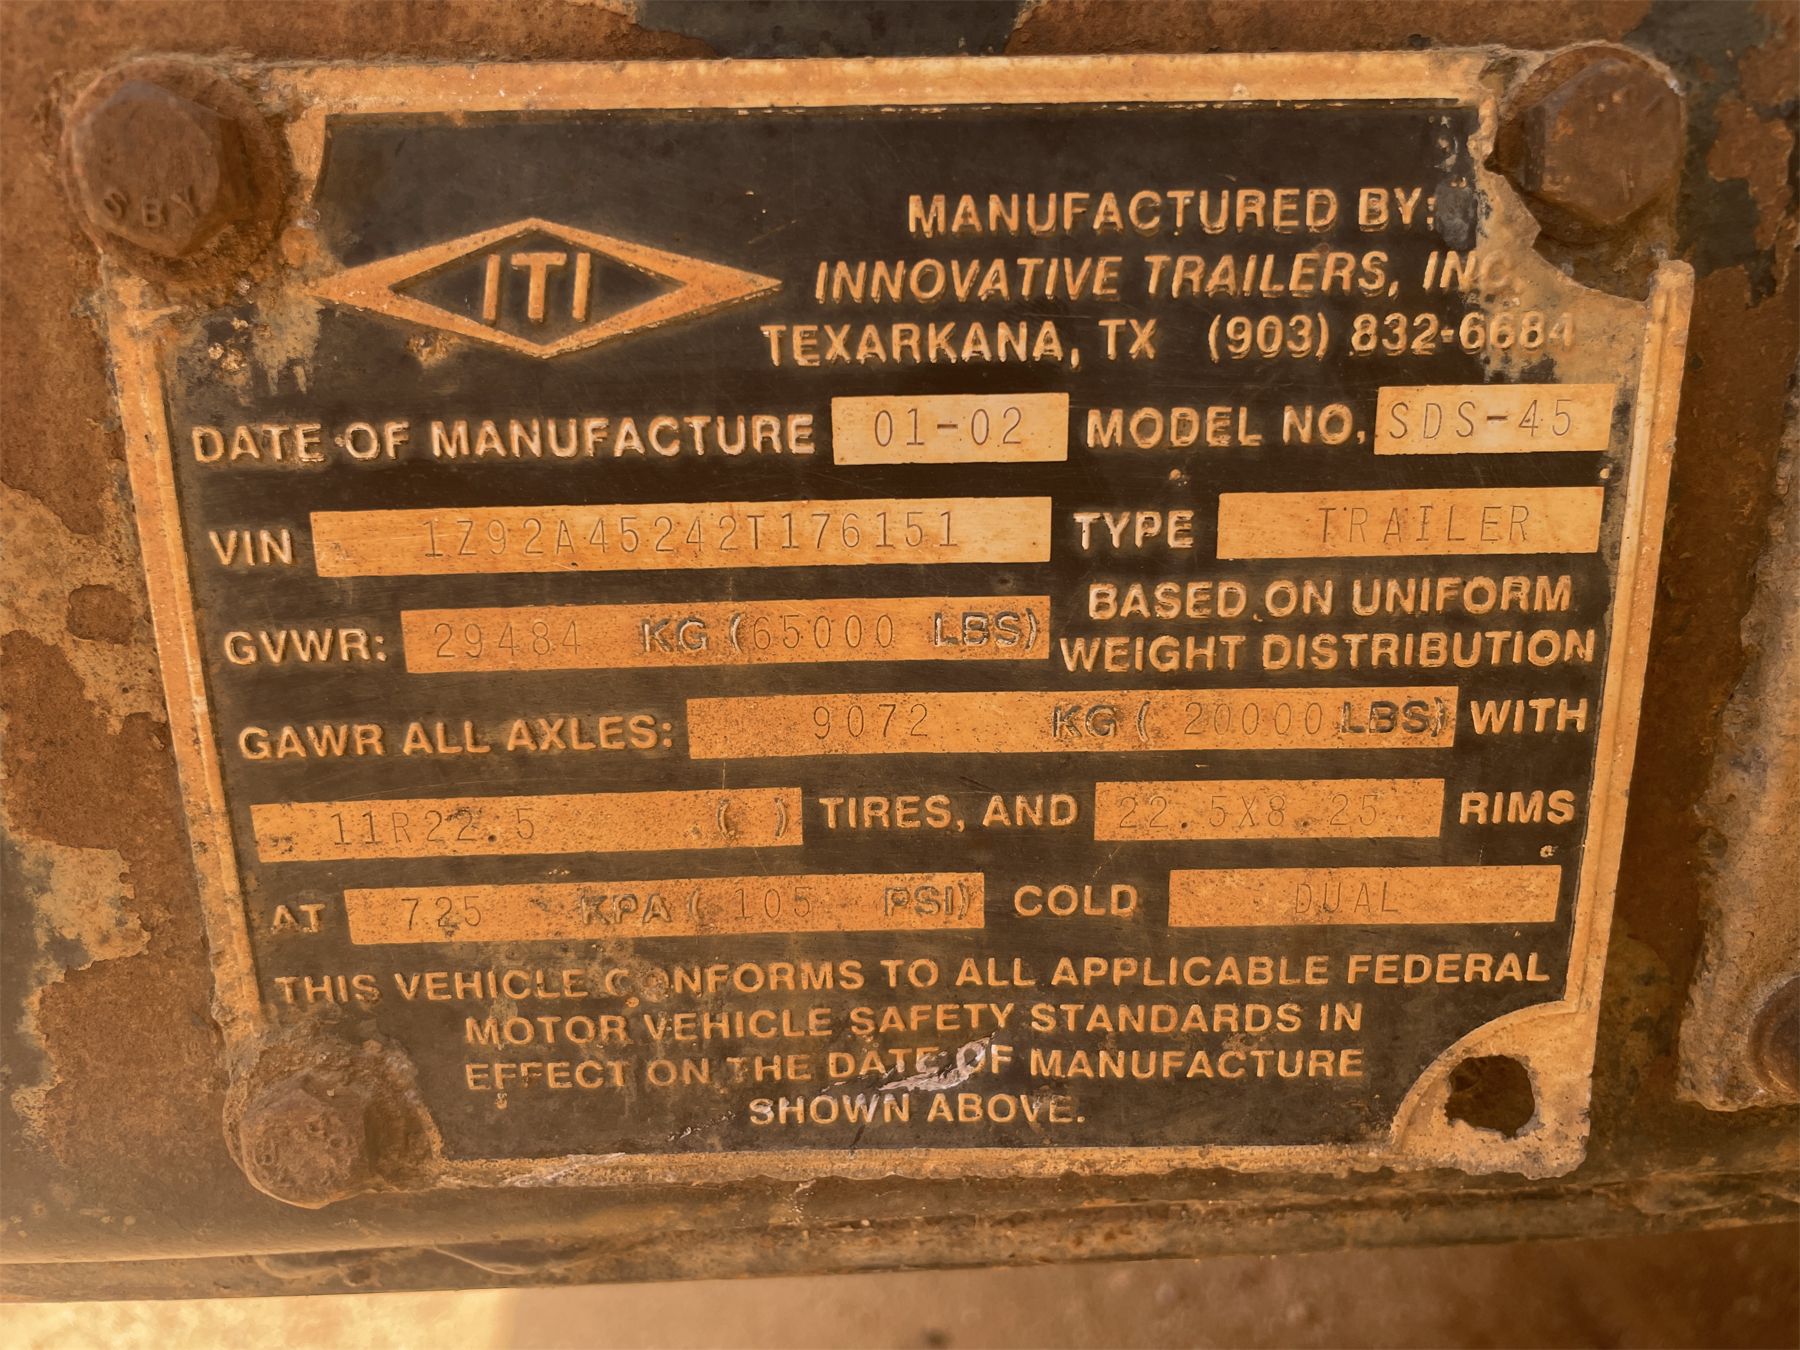 MANUFACTURED BY:
ITI
INNOVATIVE TRAILERS, INC.
TEXARKANA, TX (903) 832-6684
DATE OF MANUFACTURE 01-02 MODEL NO. SDS-45
VIN 1Z92A45242T176151 TYPE TRAILER
GVWR: 29484 KG (65000 LBS) BASED ON UNIFORM
WEIGHT DISTRIBUTION
GAWR ALL AXLES: 9072 KG ( 20000 LBS) WITH
11R22.5 ( ) TIRES, AND 22.5X8.25 RIMS
AT 725 KPA ( 105 PSI) COLD DUAL
THIS VEHICLE CONFORMS TO ALL APPLICABLE FEDERAL
MOTOR VEHICLE SAFETY STANDARDS IN
EFFECT ON THE DATE OF MANUFACTURE
SHOWN ABOVE.